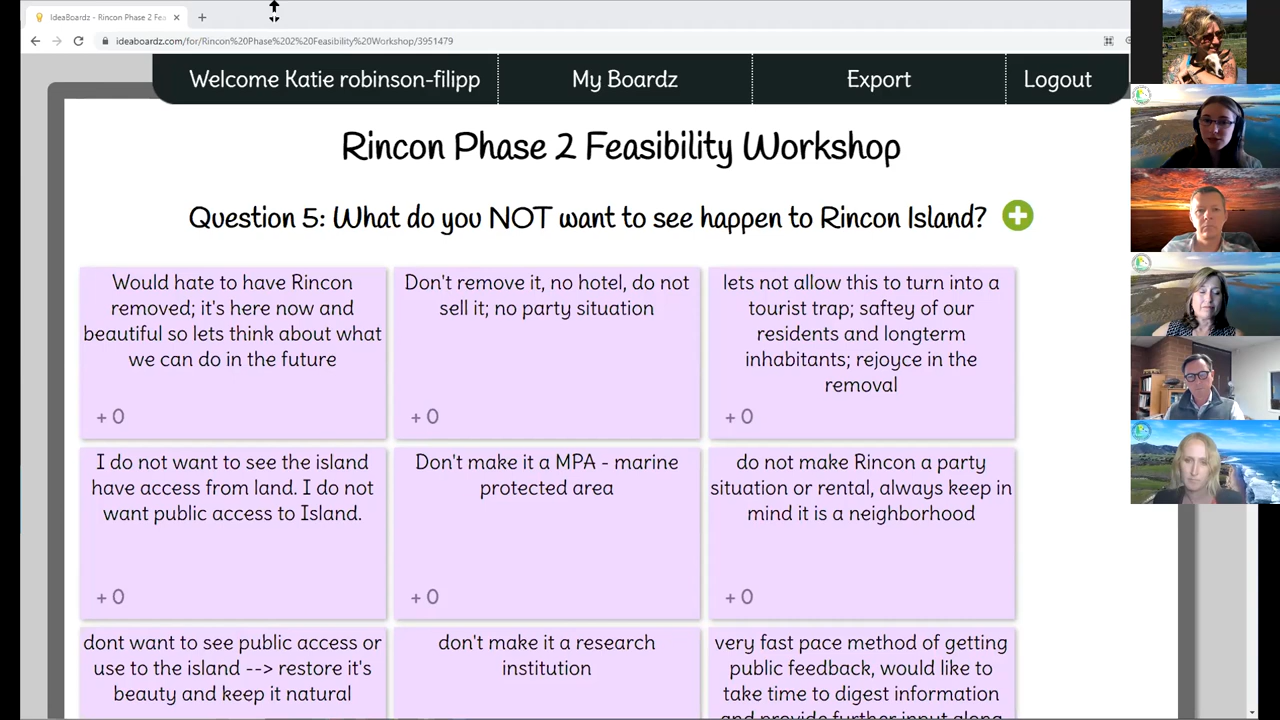 IdeaBoardz - Rincon Phase 2 Fea
ideaboardz.com/for/Rincon%20Phase%202%20Feasibility%20Workshop/3951479
Welcome Katie robinson-filipp
My Boardz
Export
Logout
Rincon Phase 2 Feasibility Workshop
Question 5: What do you NOT want to see happen to Rincon Island?
Would hate to have Rincon
removed; it's here now and
beautiful so lets think about what
we can do in the future
+ 0
Don't remove it, no hotel, do not
sell it; no party situation
+ 0
lets not allow this to turn into a
tourist trap; saftey of our
residents and longterm
inhabitants; rejoyce in the
removal
+ 0
I do not want to see the island
have access from land. I do not
want public access to Island.
+ 0
Don't make it a MPA - marine
protected area
+ 0
do not make Rincon a party
situation or rental, always keep in
mind it is a neighborhood
+ 0
dont want to see public access or
use to the island --> restore it's
beauty and keep it natural
don't make it a research
institution
very fast pace method of getting
public feedback, would like to
take time to digest information
and provide further input along